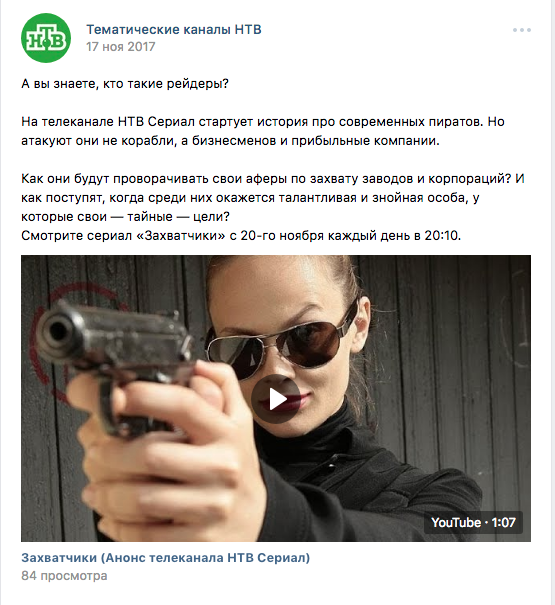 НТВ
Тематические каналы НТВ
17 ноя 2017
А вы знаете, кто такие рейдеры?
На телеканале НТВ Сериал стартует история про современных пиратов. Но
атакуют они не корабли, а бизнесменов и прибыльные компании.
Как они будут проворачивать свои аферы по захвату заводов и корпораций? И
как поступят, когда среди них окажется талантливая и знойная особа, у
которые свои — тайные — цели?
Смотрите сериал «Захватчики» с 20-го ноября каждый день в 20:10.
YouTube · 1:07
Захватчики (Анонс телеканала НТВ Сериал)
84 просмотра